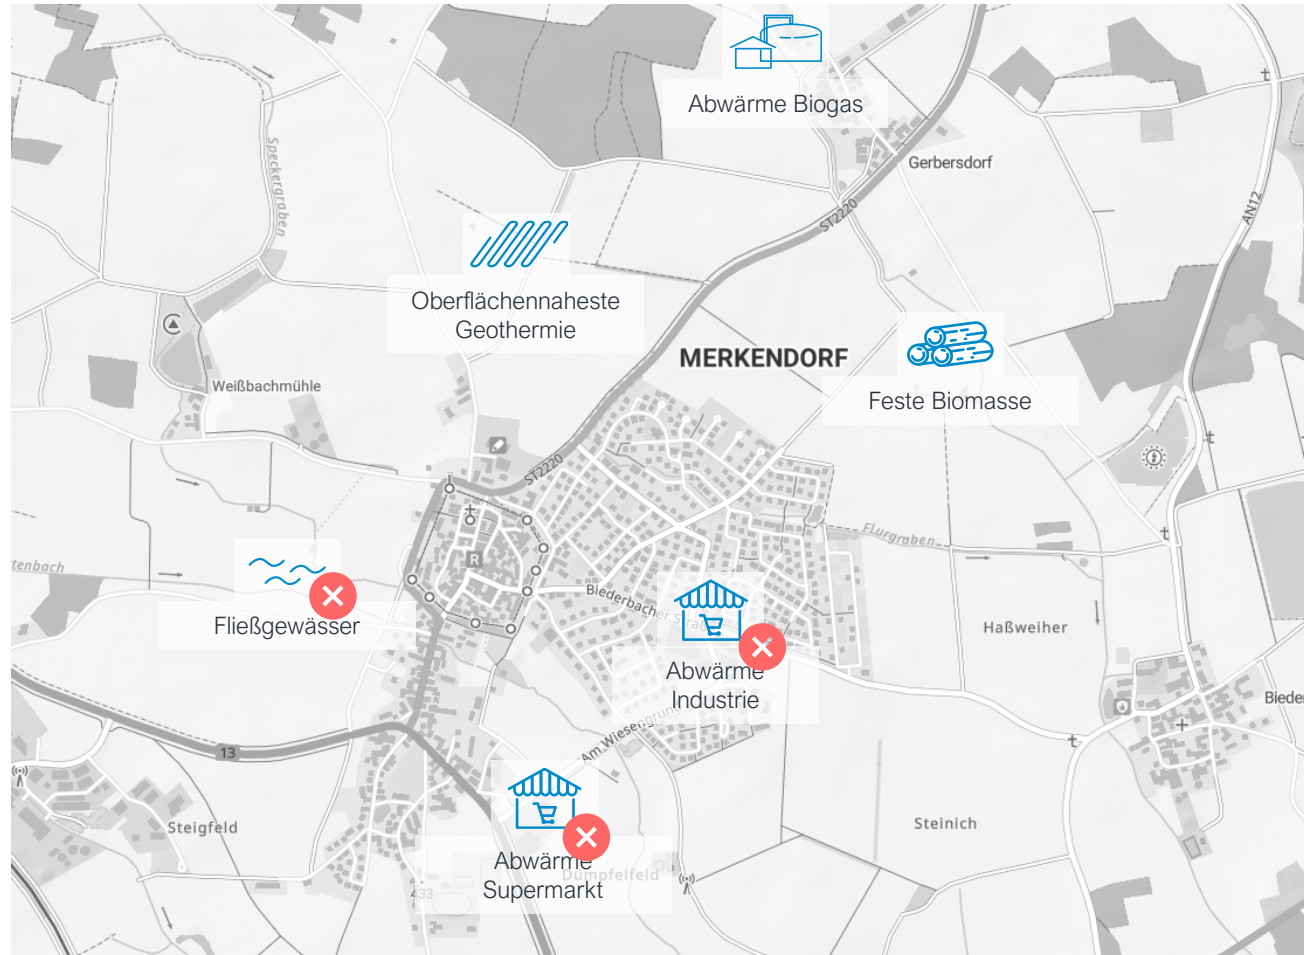 Abwärme Biogas
Gerbersdorf
Speckergraben
ST2220
AN12
Oberflächennaheste
Geothermie
MERKENDORF
Weißbachmühle
Feste Biomasse
ST2220
Flurgraben
tenbach
R
Biederbacher Straße
Fließgewässer
Haßweiher
Abwärme
Industrie
Bieder
Am Wiesengrund
13
Steigfeld
Steinich
Abwärme
Supermarkt
Dümpfelfeld
433